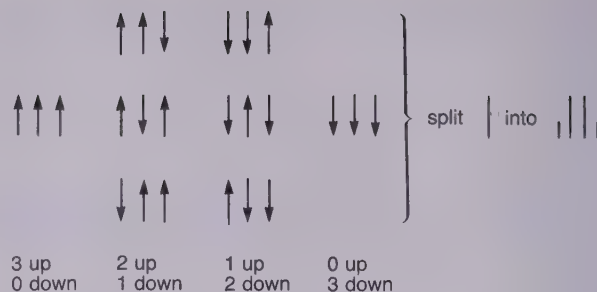 split into
3 up 2 up 1 up 0 up
0 down 1 down 2 down 3 down